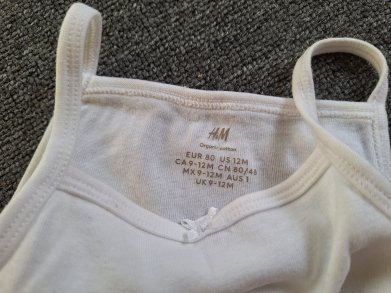 H&M
Organic cotton
EUR 80 US 12M
CA 9-12M CN 80/48
MX 9-12M AUS 1
UK 9-12M